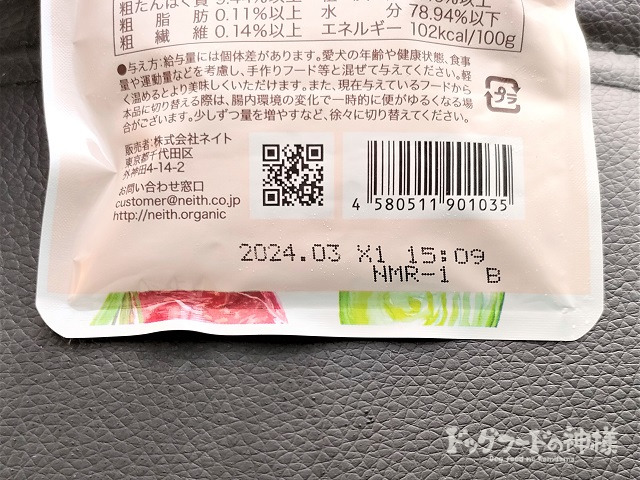 粗たんぱく質
粗 脂 肪 0.11%以上 水 分 78.94%以下
粗 繊 維 0.14%以上 エネルギー 102kcal/100g
●与え方:給与量には個体差があります。愛犬の年齢や健康状態、食事
量や運動量などを考慮し、手作りフード等と混ぜて与えてください。軽
く温めるとより美味しくいただけます。また、現在与えているフードから
本品に切り替える際は、腸内環境の変化で一時的に便がゆるくなる場
合がございます。少しずつ量を増やすなど、徐々に切り替えてください。
プラ
販売者:株式会社ネイト
東京都千代田区
外神田4-14-2
お問い合わせ窓口
customer@neith.co.jp
http://neith.organic
4 580511 901035
2024.03 X1 15:09
NMR-1 B
ドッグフードの神様
Dog food no Kamisama